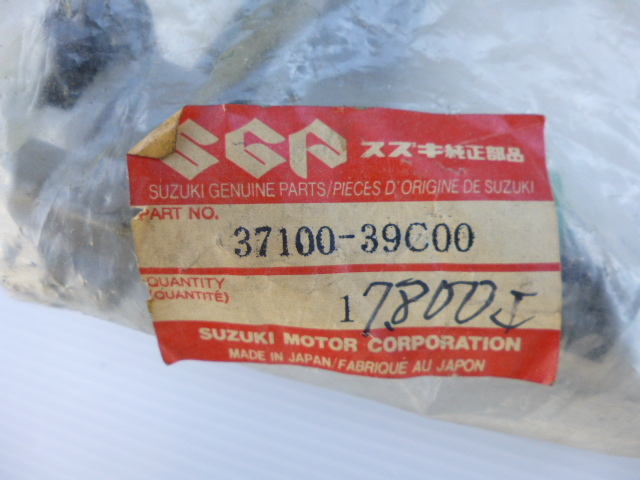 SGP スズキ純正部品
SUZUKI GENUINE PARTS/PIECES D'ORIGINE DE SUZUKI
PART NO.
37100-39C00
QUANTITY
(QUANTITÉ)
1 7800
SUZUKI MOTOR CORPORATION
MADE IN JAPAN/FABRIQUÉ AU JAPON